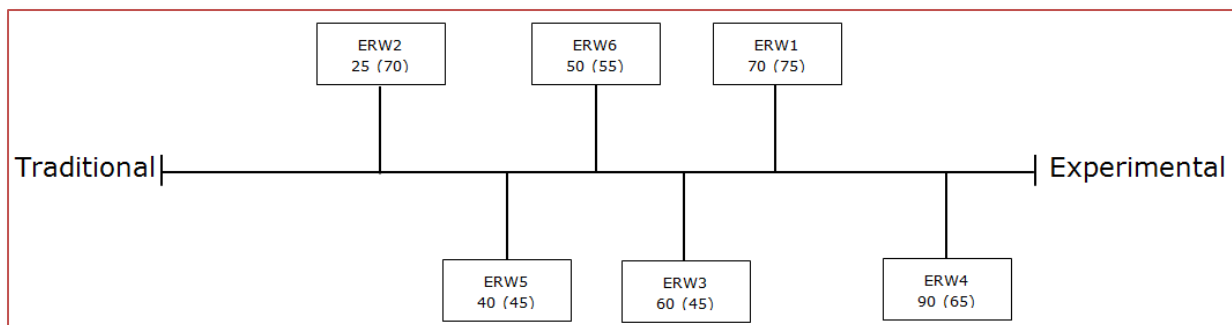 ERW2
25 (70)
ERW6
50 (55)
ERW1
70 (75)
Traditional
Experimental
ERW5
40 (45)
ERW3
60 (45)
ERW4
90 (65)